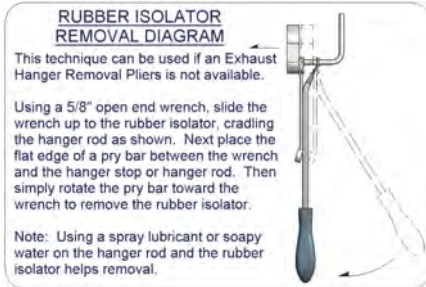 RUBBER ISOLATOR
REMOVAL DIAGRAM
This technique can be used if an Exhaust
Hanger Removal Pliers is not available.
Using a 5/8" open end wrench, slide the
wrench up to the rubber isolator, cradling
the hanger rod as shown. Next place the
flat edge of a pry bar between the wrench
and the hanger stop or hanger rod. Then
simply rotate the pry bar toward the
wrench to remove the rubber isolator.
Note: Using a spray lubricant or soapy
water on the hanger rod and the rubber
isolator helps removal.